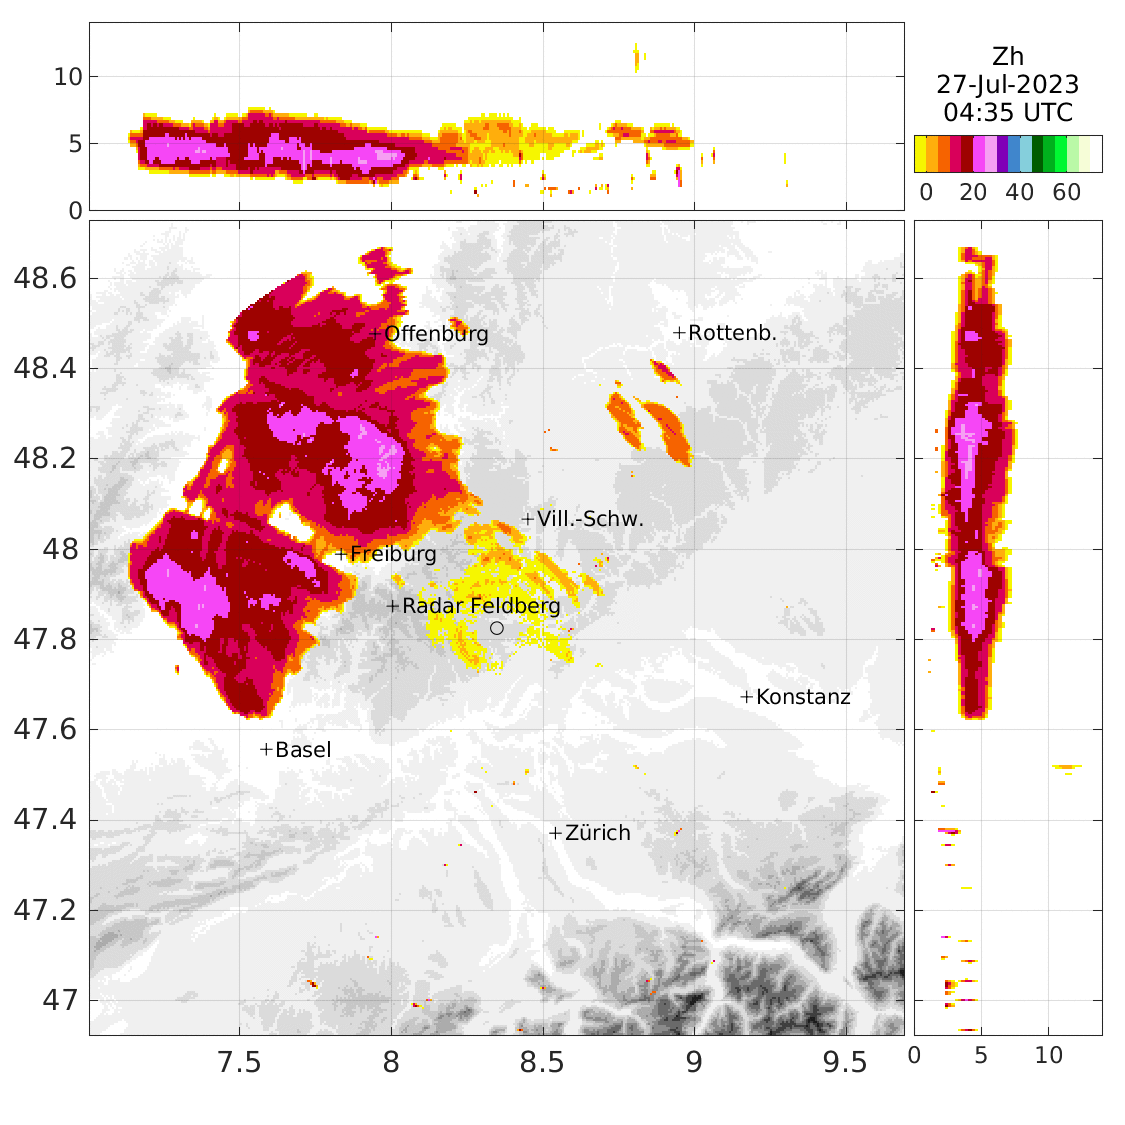 10
5
0
Zh
27-Jul-2023
04:35 UTC
0 20 40 60
48.6
48.4
48.2
48
47.8
47.6
47.4
47.2
47
Offenburg
Rottenb.
Vill.-Schw.
Freiburg
Radar Feldberg
Konstanz
Basel
Zürich
7.5 8 8.5 9 9.5
0 5 10